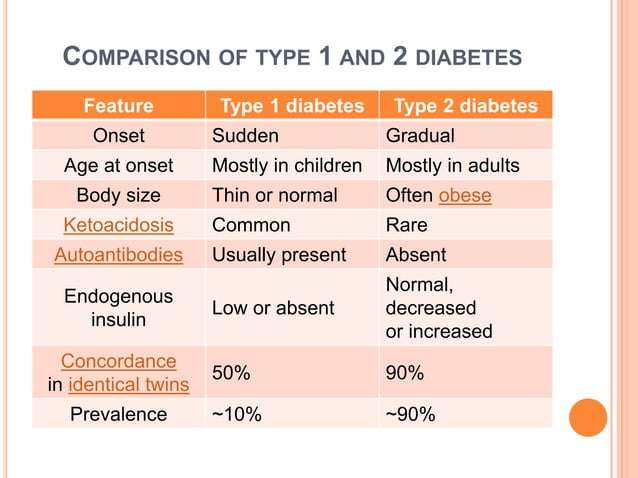 COMPARISON OF TYPE 1 AND 2 DIABETES
Feature Type 1 diabetes Type 2 diabetes
Onset Sudden Gradual
Age at onset Mostly in children Mostly in adults
Body size Thin or normal Often obese
Ketoacidosis Common Rare
Autoantibodies Usually present Absent
Endogenous
insulin Low or absent Normal,
decreased
or increased
Concordance
in identical twins 50% 90%
Prevalence ~10% ~90%